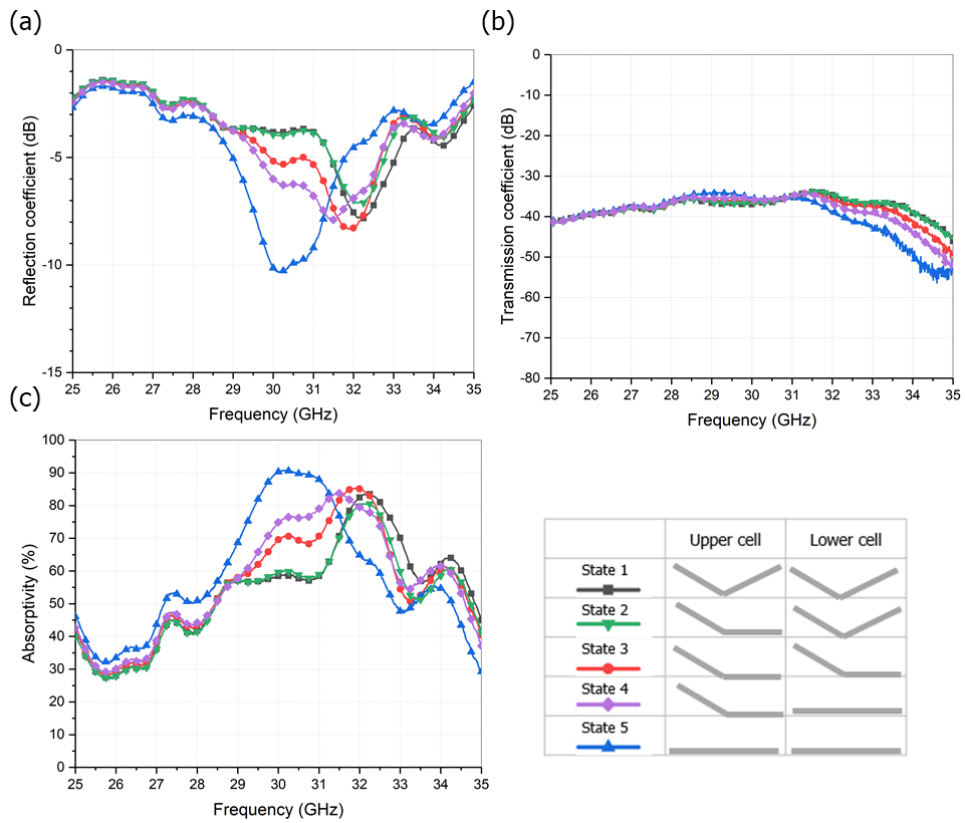 (a)
0
-5
-10
-15
Reflection coefficient (dB)
25 26 27 28 29 30 31 32 33 34 35
Frequency (GHz)
(b)
0
-10
-20
-30
-40
-50
-60
-70
-80
Transmission coefficient (dB)
25 26 27 28 29 30 31 32 33 34 35
Frequency (GHz)
(c)
100
90
80
70
60
50
40
30
20
10
0
Absorptivity (%)
25 26 27 28 29 30 31 32 33 34 35
Frequency (GHz)
Upper cell Lower cell
State 1
State 2
State 3
State 4
State 5